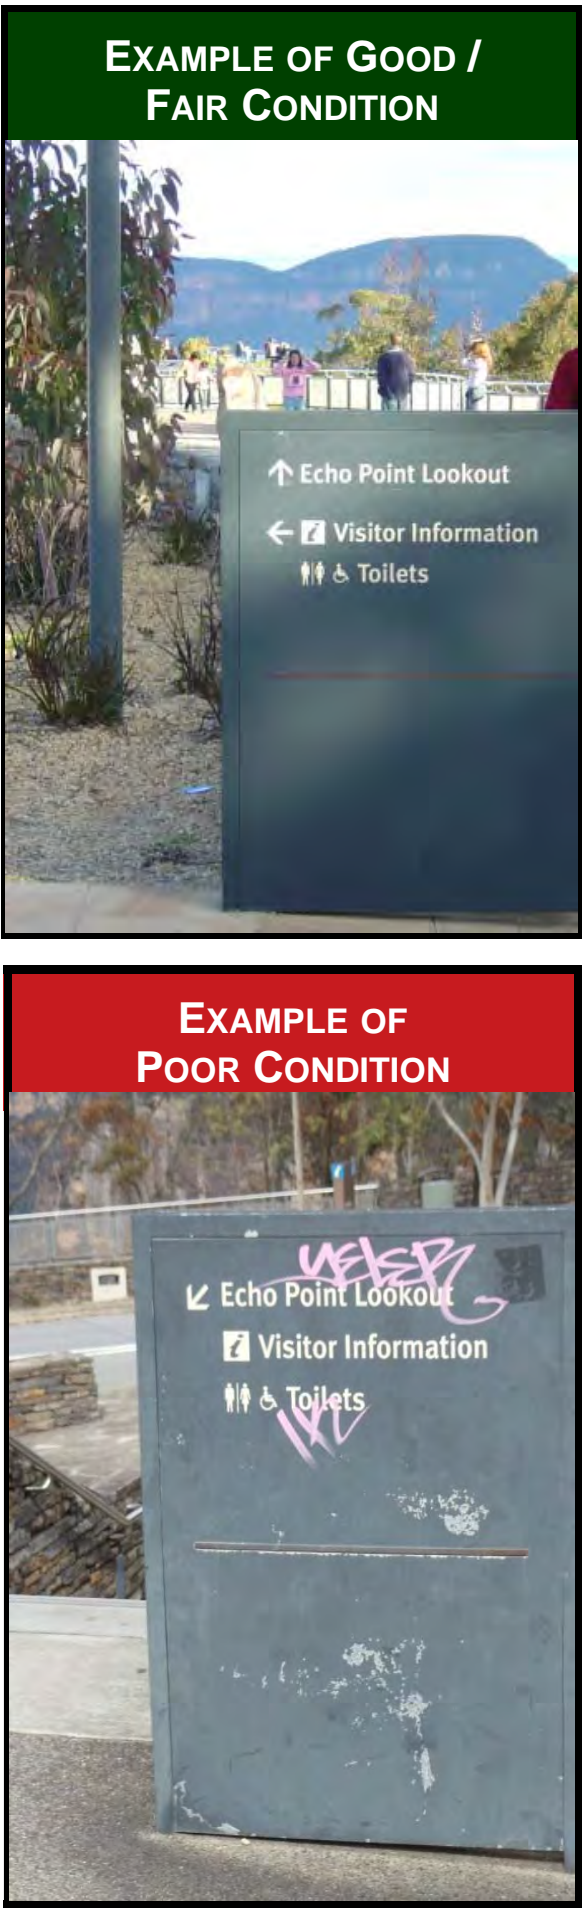 EXAMPLE OF GOOD /
FAIR CONDITION
Echo Point Lookout
i Visitor Information
Toilets
EXAMPLE OF
POOR CONDITION
Echo Point Lookout
i Visitor Information
Toilets